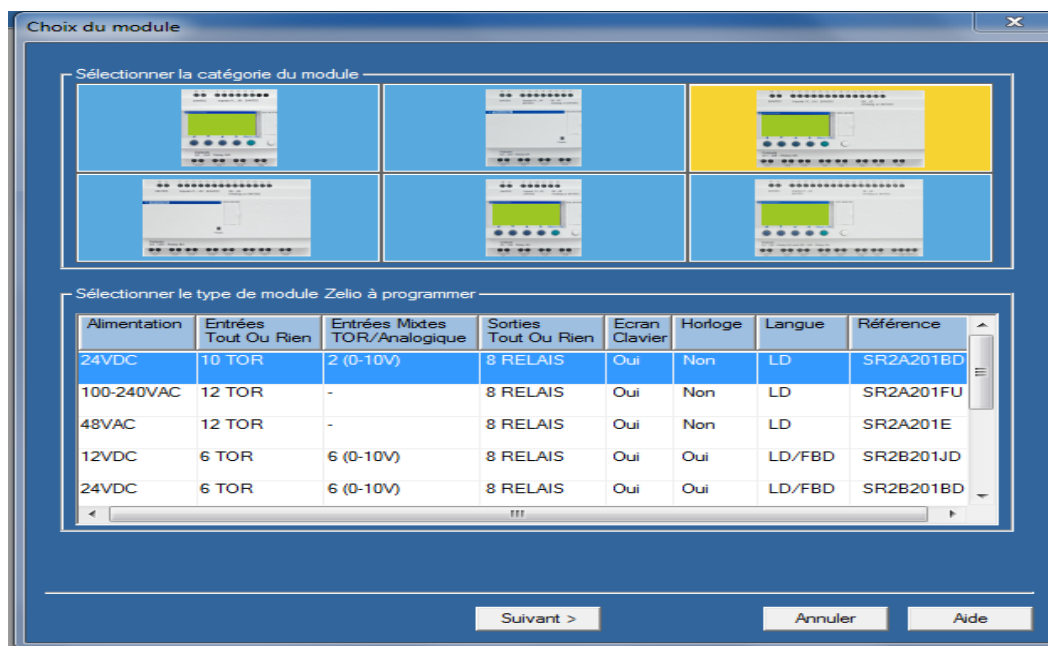 Choix du module
Sélectionner la catégorie du module
Sélectionner le type de module Zelio à programmer
Alimentation Entrées Tout Ou Rien Entrées Mixtes TOR/Analogique Sorties Tout Ou Rien Ecran Clavier Horloge Langue Référence
24VDC 10 TOR 2 (0-10V) 8 RELAIS Oui Non LD SR2A201BD
100-240VAC 12 TOR - 8 RELAIS Oui Non LD SR2A201FU
48VAC 12 TOR - 8 RELAIS Oui Non LD SR2A201E
12VDC 6 TOR 6 (0-10V) 8 RELAIS Oui Oui LD/FBD SR2B201JD
24VDC 6 TOR 6 (0-10V) 8 RELAIS Oui Oui LD/FBD SR2B201BD
Suivant > Annuler Aide